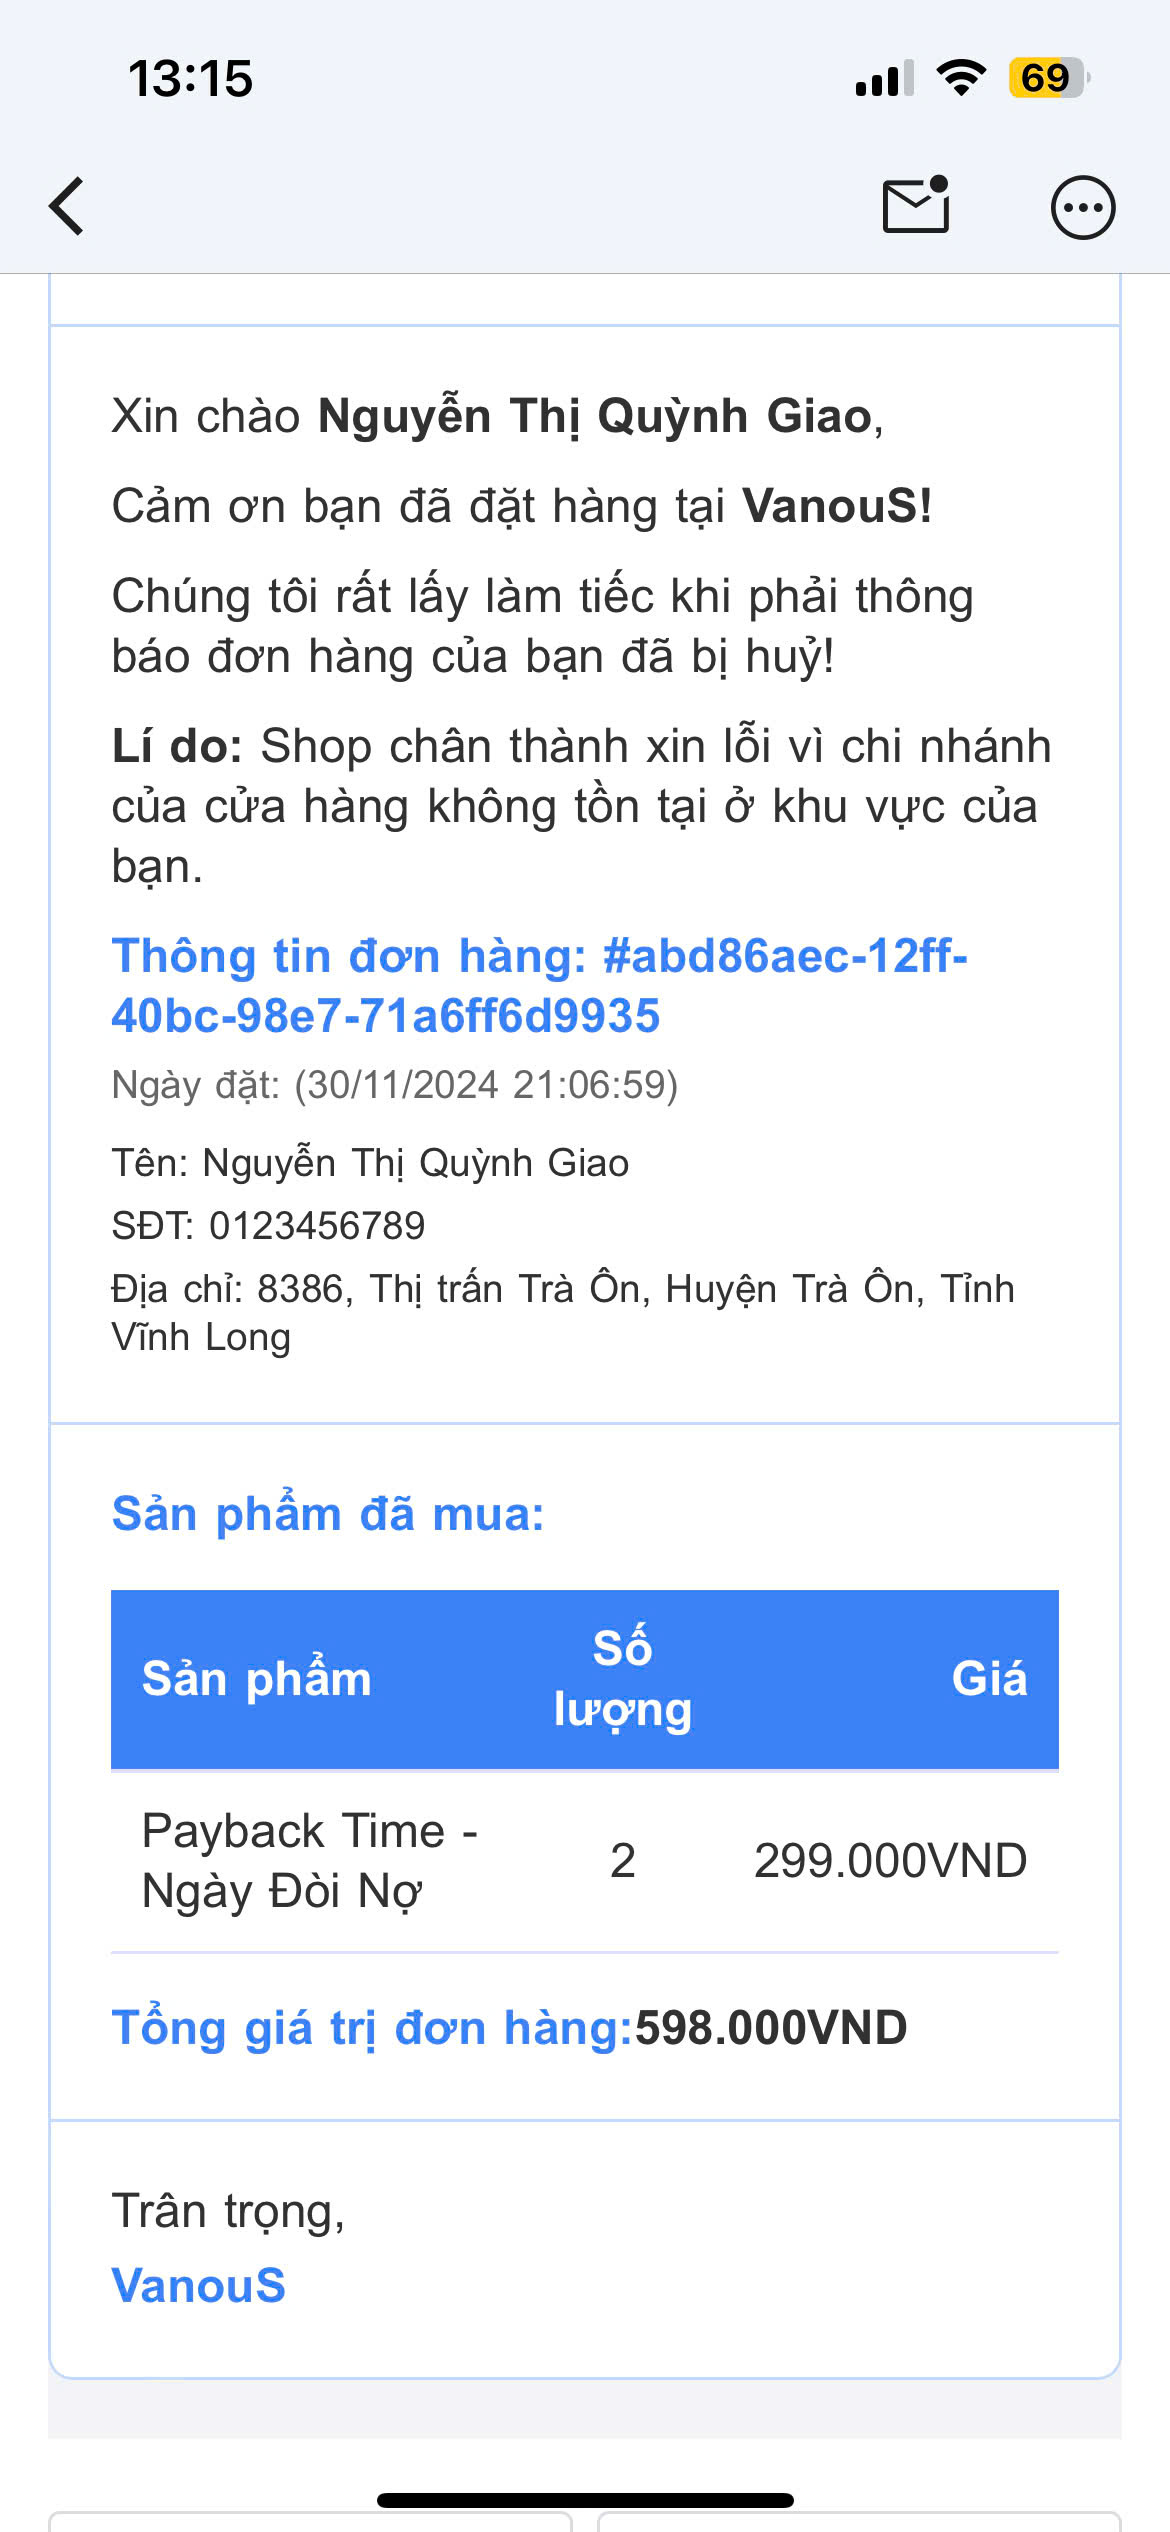 13:15
69
Xin chào Nguyễn Thị Quỳnh Giao,
Cảm ơn bạn đã đặt hàng tại VanouS!
Chúng tôi rất lấy làm tiếc khi phải thông
báo đơn hàng của bạn đã bị huỷ!
Lí do: Shop chân thành xin lỗi vì chi nhánh
của cửa hàng không tồn tại ở khu vực của
bạn.
Thông tin đơn hàng: #abd86aec-12ff-
40bc-98e7-71a6ff6d9935
Ngày đặt: (30/11/2024 21:06:59)
Tên: Nguyễn Thị Quỳnh Giao
SĐT: 0123456789
Địa chỉ: 8386, Thị trấn Trà Ôn, Huyện Trà Ôn, Tỉnh
Vĩnh Long
Sản phẩm đã mua:
Sản phẩm
Số
lượng
Giá
Payback Time -
Ngày Đòi Nợ
2
299.000VND
Tổng giá trị đơn hàng:598.000VND
Trân trọng,
VanouS